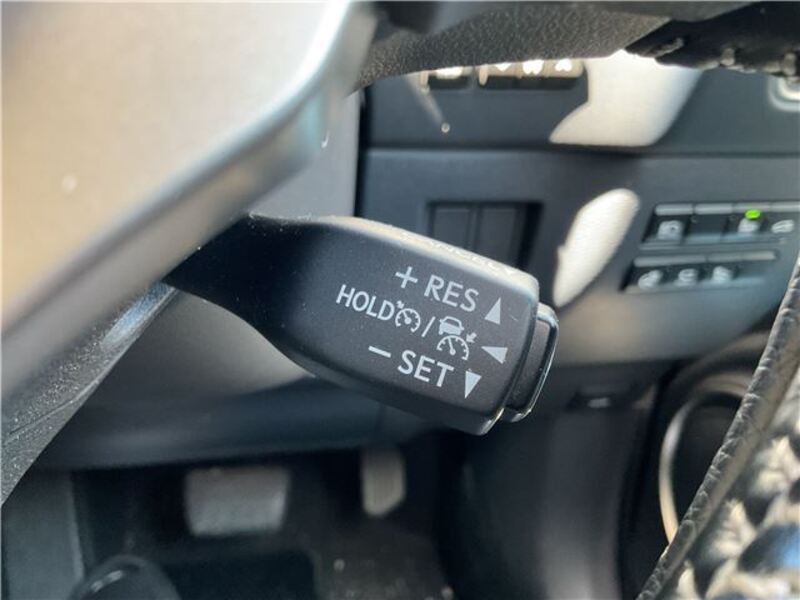 + RES
HOLD /
− SET